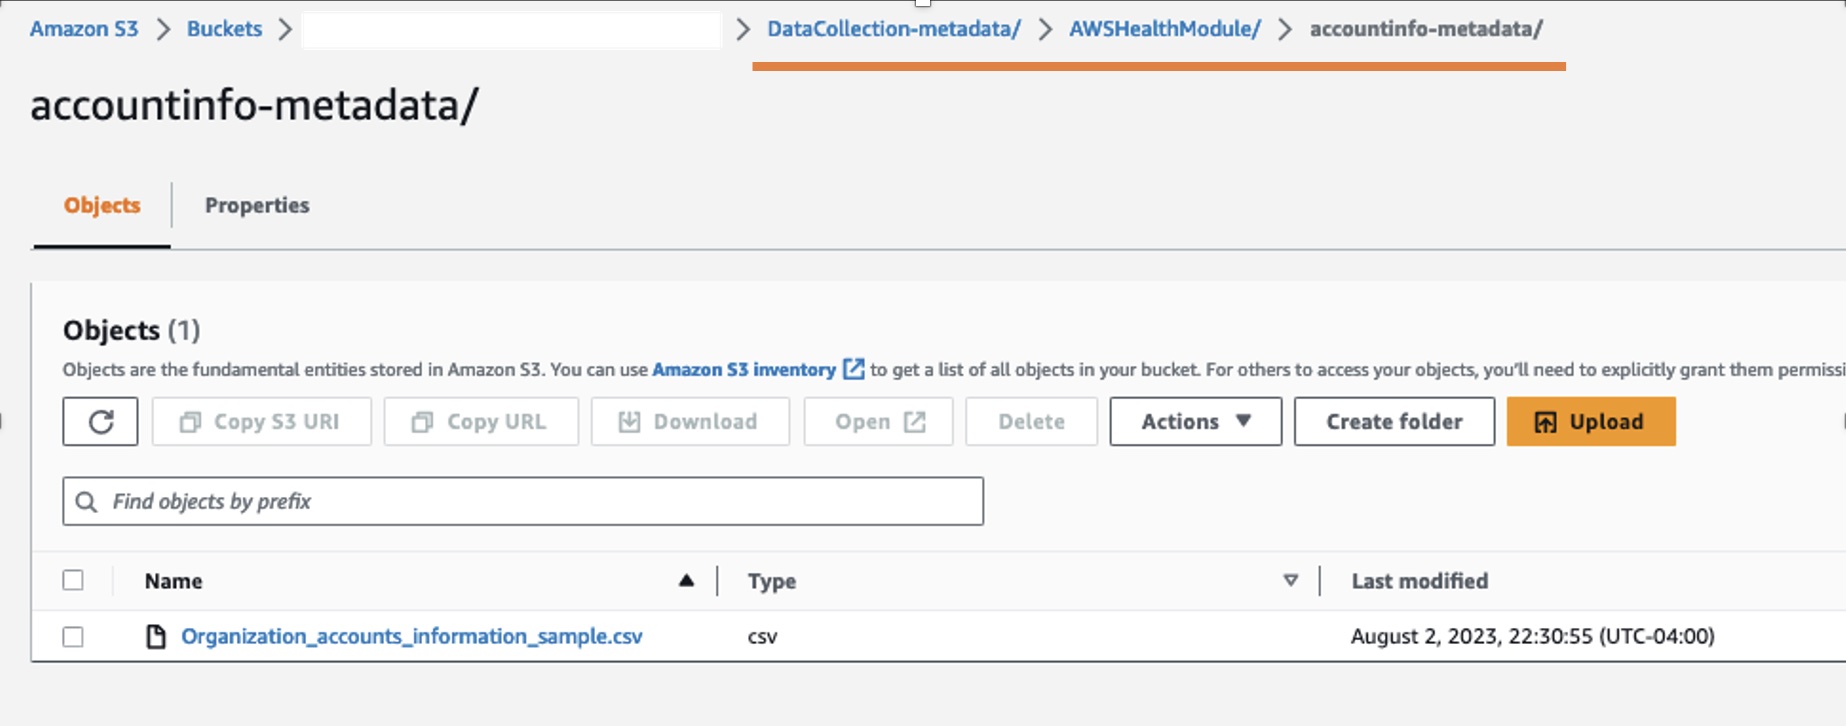 Amazon S3 > Buckets > > DataCollection-metadata/ > AWSHealthModule/ > accountinfo-metadata/
accountinfo-metadata/
Objects Properties
Objects (1)
Objects are the fundamental entities stored in Amazon S3. You can use Amazon S3 inventory to get a list of all objects in your bucket. For others to access your objects, you'll need to explicitly grant them permissi
Copy S3 URI Copy URL Download Open Delete Actions Create folder Upload
Find objects by prefix
Name Type Last modified
Organization_accounts_information_sample.csv csv August 2, 2023, 22:30:55 (UTC-04:00)